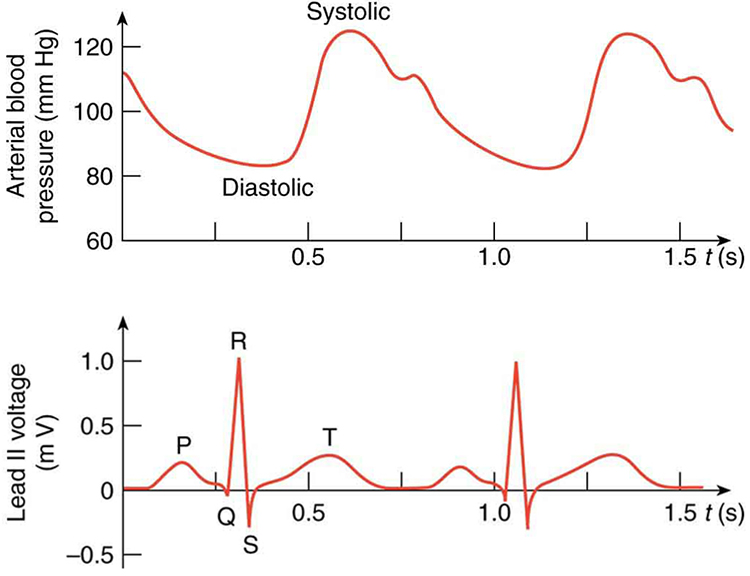 Systolic
Arterial blood
pressure (mm Hg)
120
100
80
60
Diastolic
0.5
1.0
1.5 t (s)
Lead II voltage
(m V)
1.0
0.5
0
–0.5
R
P
T
Q
S
0.5
1.0
1.5 t (s)